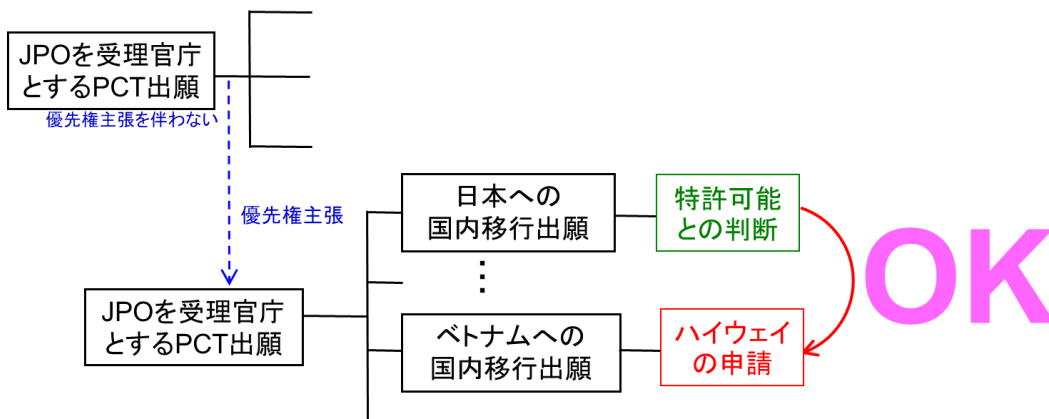 JPOを受理官庁
とするPCT出願
優先権主張を伴わない
優先権主張
日本への
国内移行出願
特許可能
との判断
OK
JPOを受理官庁
とするPCT出願
ベトナムへの
国内移行出願
ハイウェイ
の申請